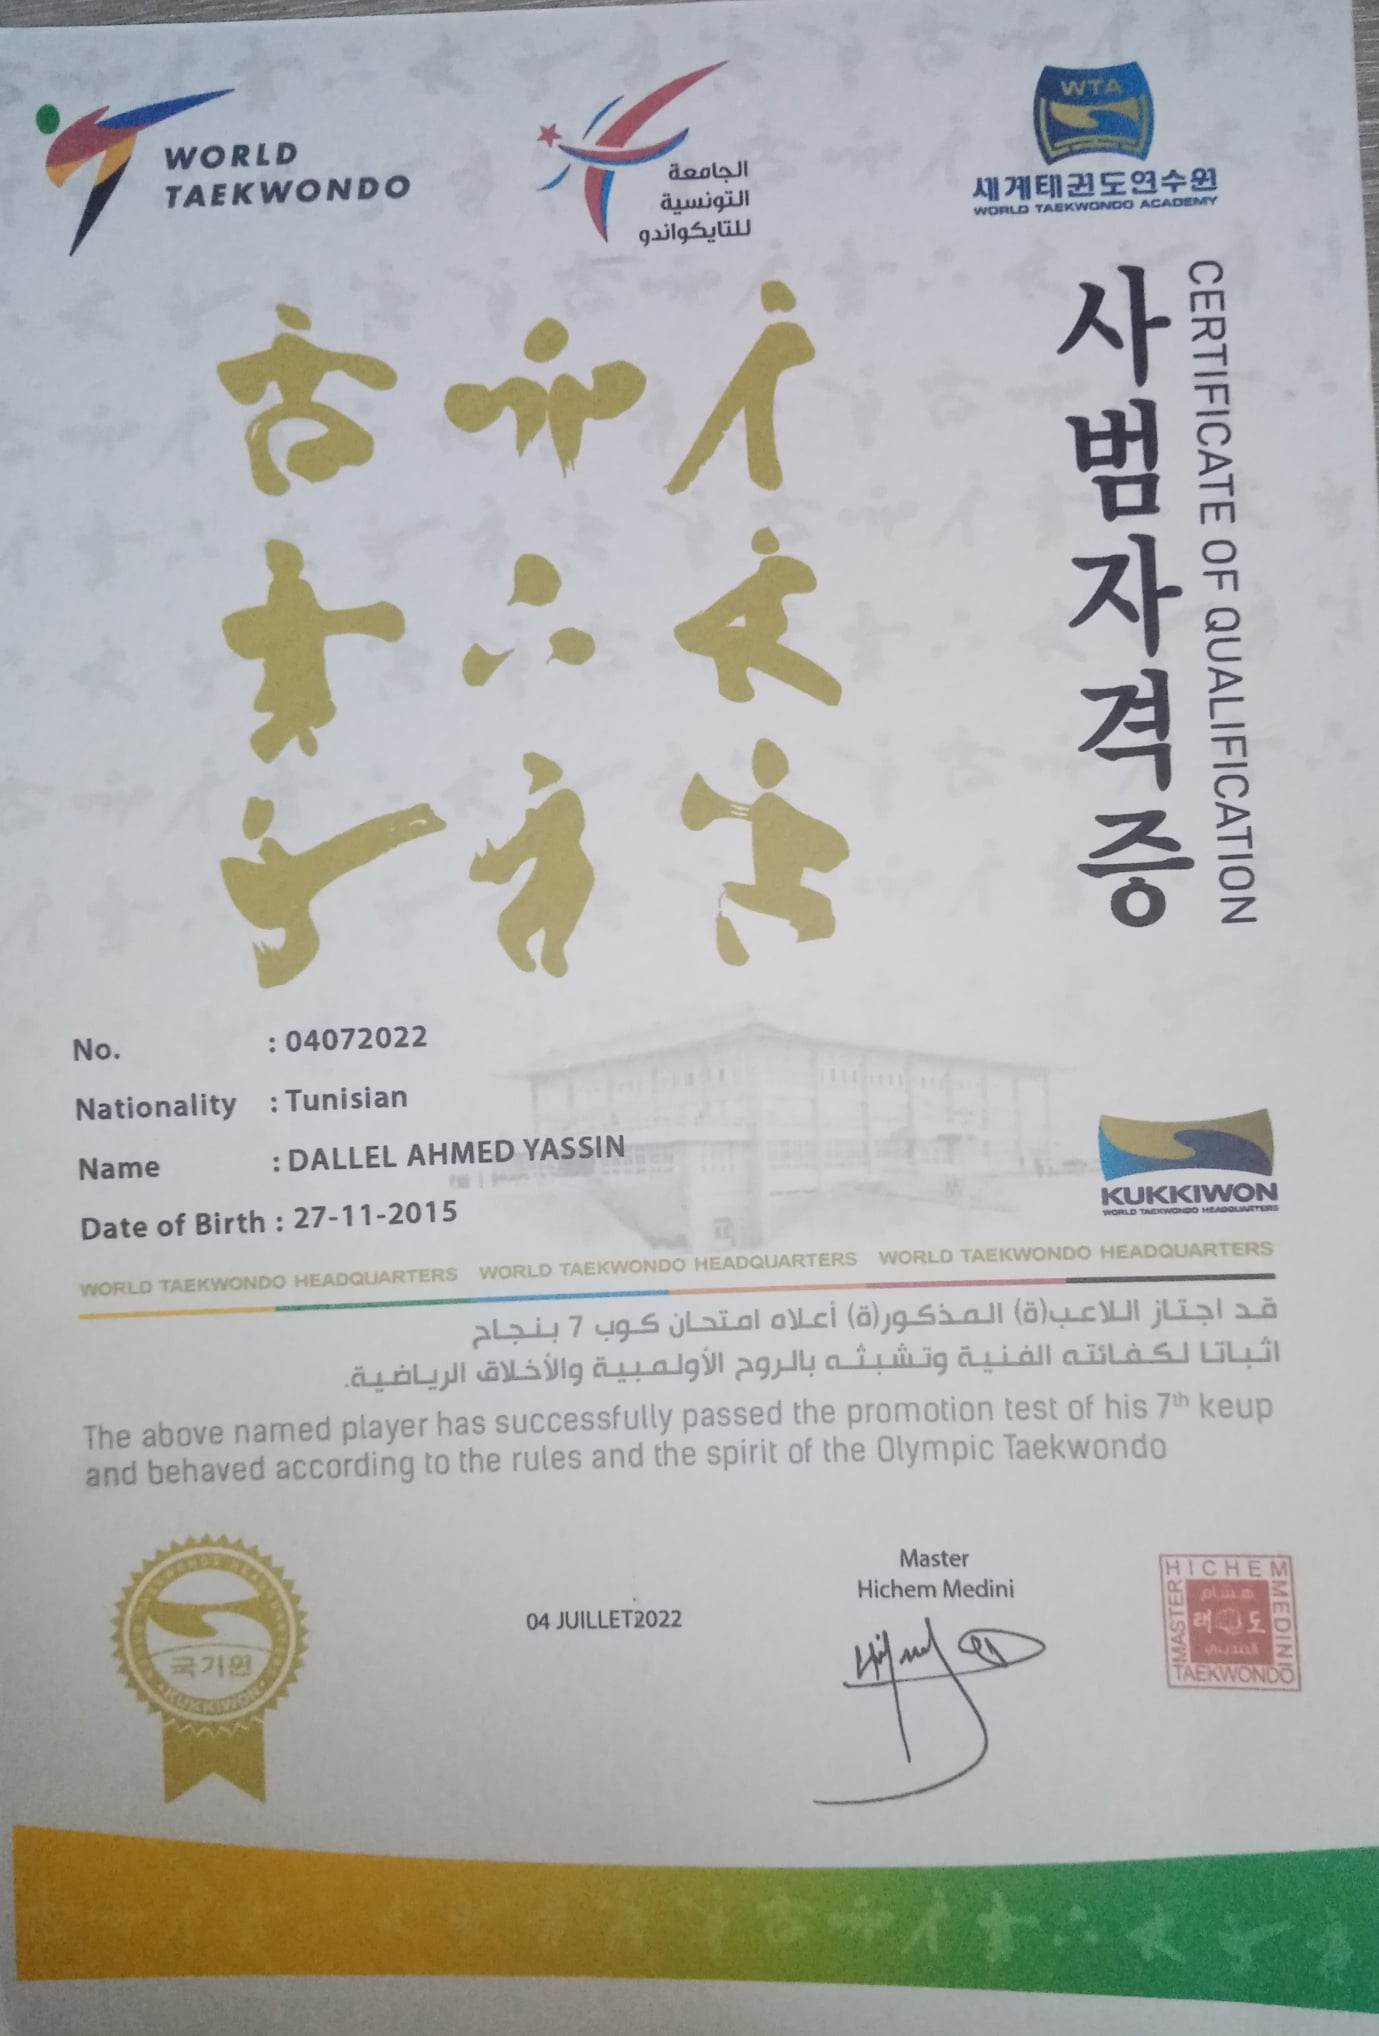 WORLD
TAEKWONDO
الجامعة
التونسية
للتايكواندو
WTA
세계태권도연수원
WORLD TAEKWONDO ACADEMY
사범자격증
CERTIFICATE OF QUALIFICATION
No. : 04072022
Nationality : Tunisian
Name : DALLEL AHMED YASSIN
Date of Birth : 27-11-2015
KUKKIWON
WORLD TAEKWONDO HEADQUARTERS
WORLD TAEKWONDO HEADQUARTERS WORLD TAEKWONDO HEADQUARTERS WORLD TAEKWONDO HEADQUARTERS
قد اجتاز اللاعب(ة) المذكور(ة) أعلاه امتحان كوب 7 بنجاح
اثباتا لكفائته الفنية وتشبثه بالروح الأولمبية والأخلاق الرياضية.
The above named player has successfully passed the promotion test of his 7th keup
and behaved according to the rules and the spirit of the Olympic Taekwondo
국기원
KUKKIWON
04 JUILLET2022
Master
Hichem Medini
HICHEM
MEDINI
MASTER
TAEKWONDO
هشام
태 도
المديني